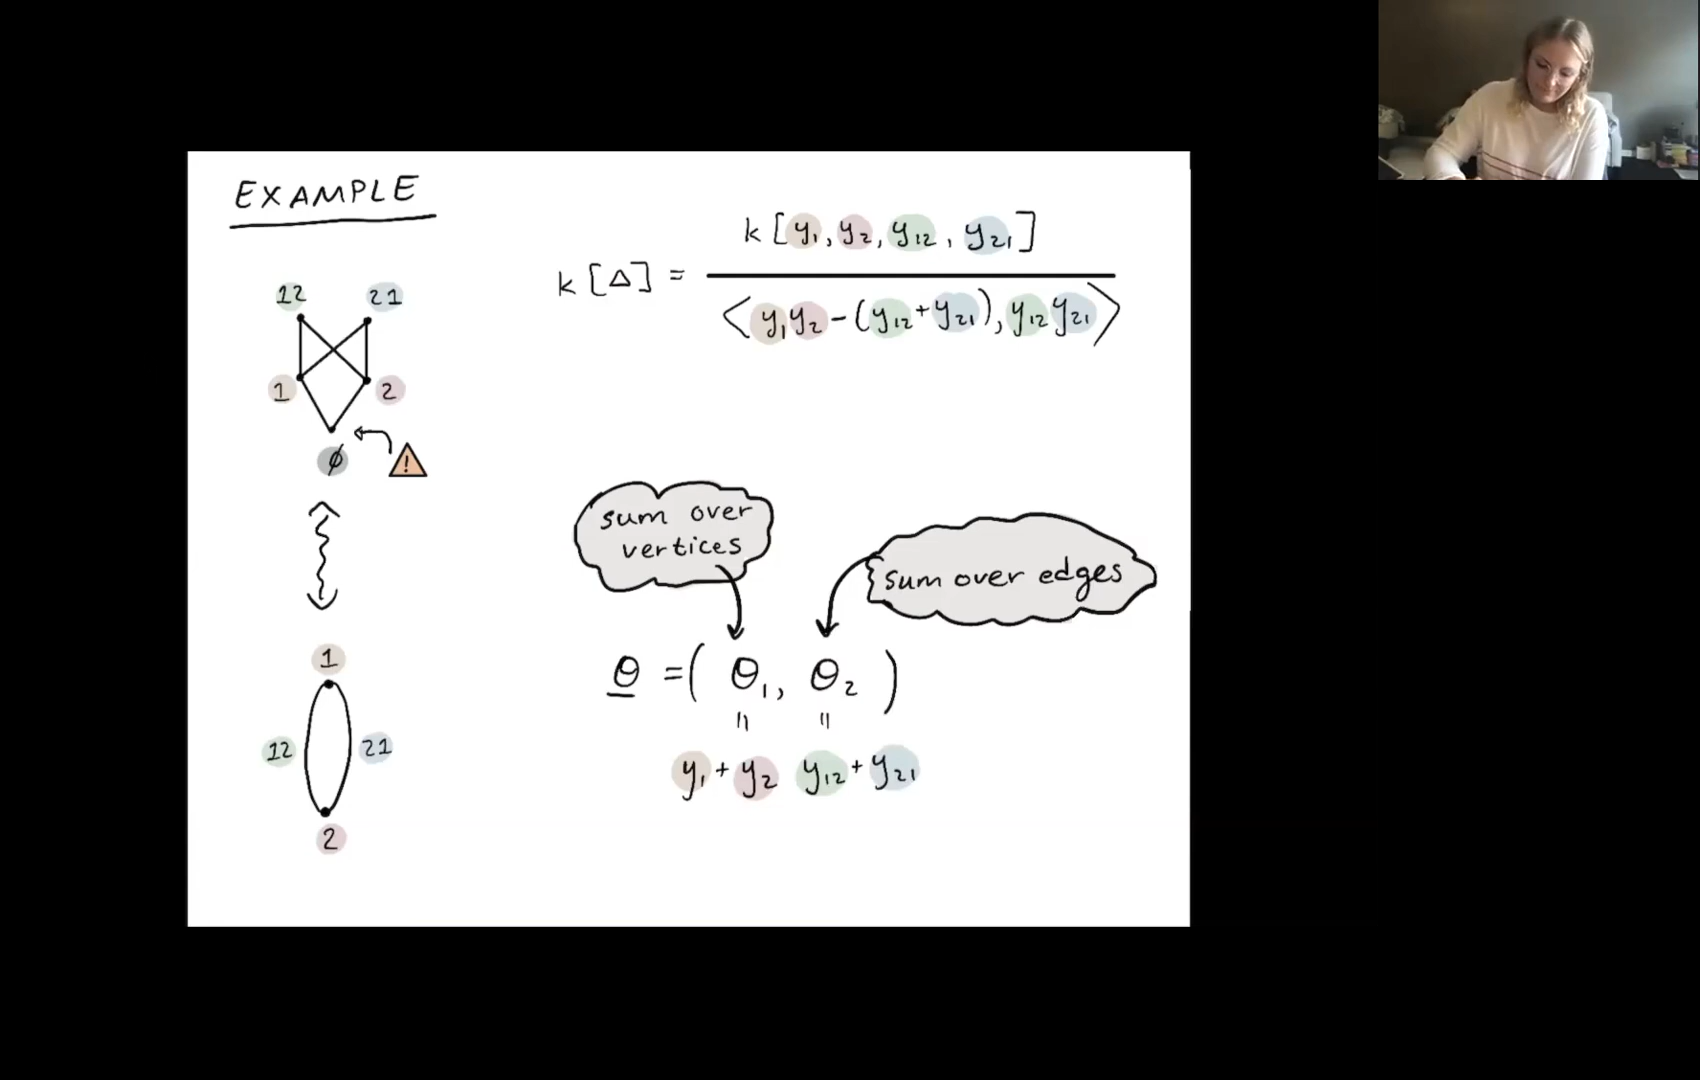 EXAMPLE
k[y₁, y₂, y₁₂, y₂₁]
k[Δ] =
⟨y₁y₂ - (y₁₂ + y₂₁), y₁₂y₂₁⟩
12 21
1 2
∅ !
sum over
vertices
sum over edges
θ = ( θ₁, θ₂ )
= =
y₁ + y₂ y₁₂ + y₂₁
1
12 21
2